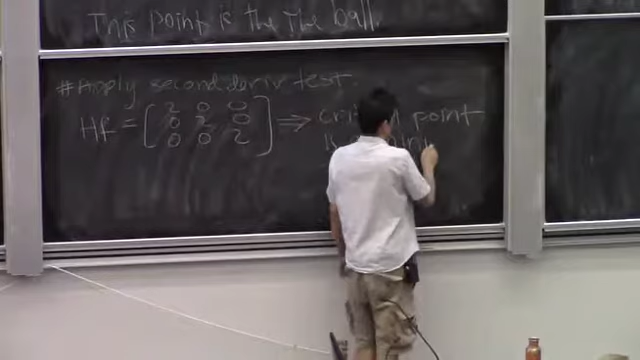 This point is the the ball.
#Apply second deriv test.
Hf = [2 0 0 ⟹ critical point
0 2 0 is a
0 0 2]